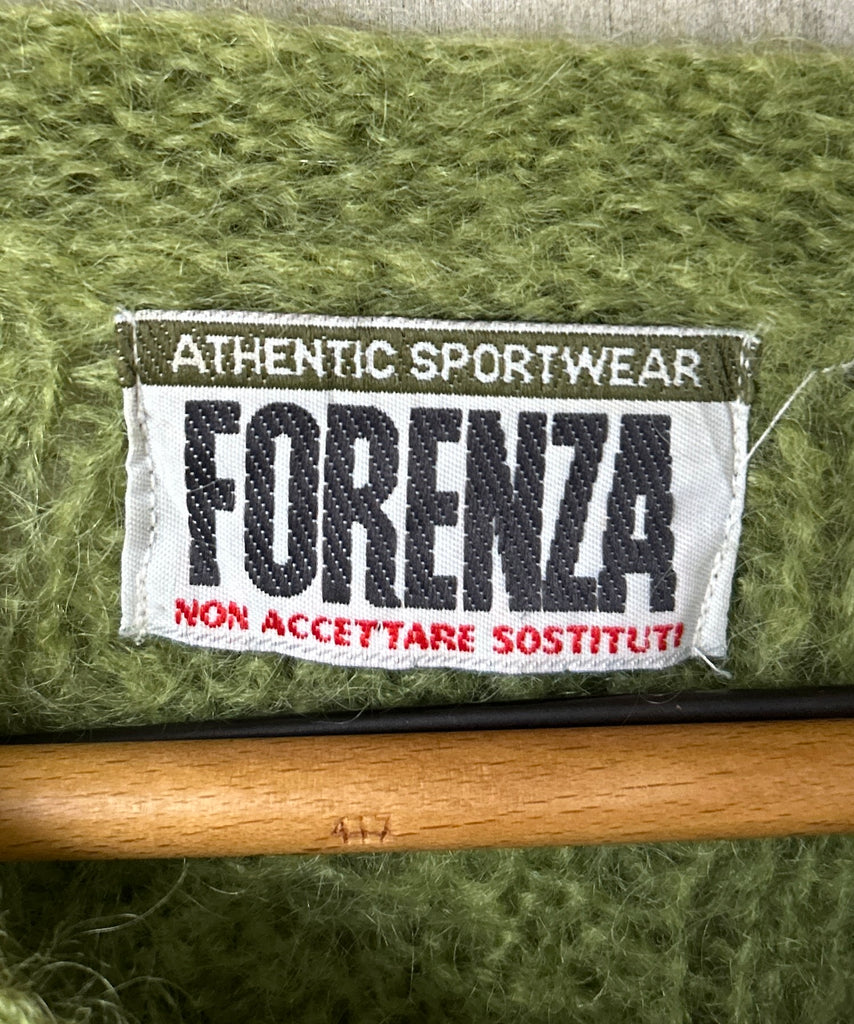 ATHENTIC SPORTWEAR
FORENZA
NON ACCETTARE SOSTITUTI
417